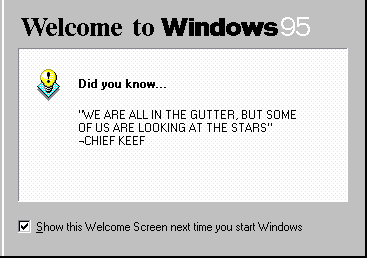 Welcome to Windows95
Did you know...
"WE ARE ALL IN THE GUTTER, BUT SOME
OF US ARE LOOKING AT THE STARS"
¬CHIEF KEEF
Show this Welcome Screen next time you start Windows